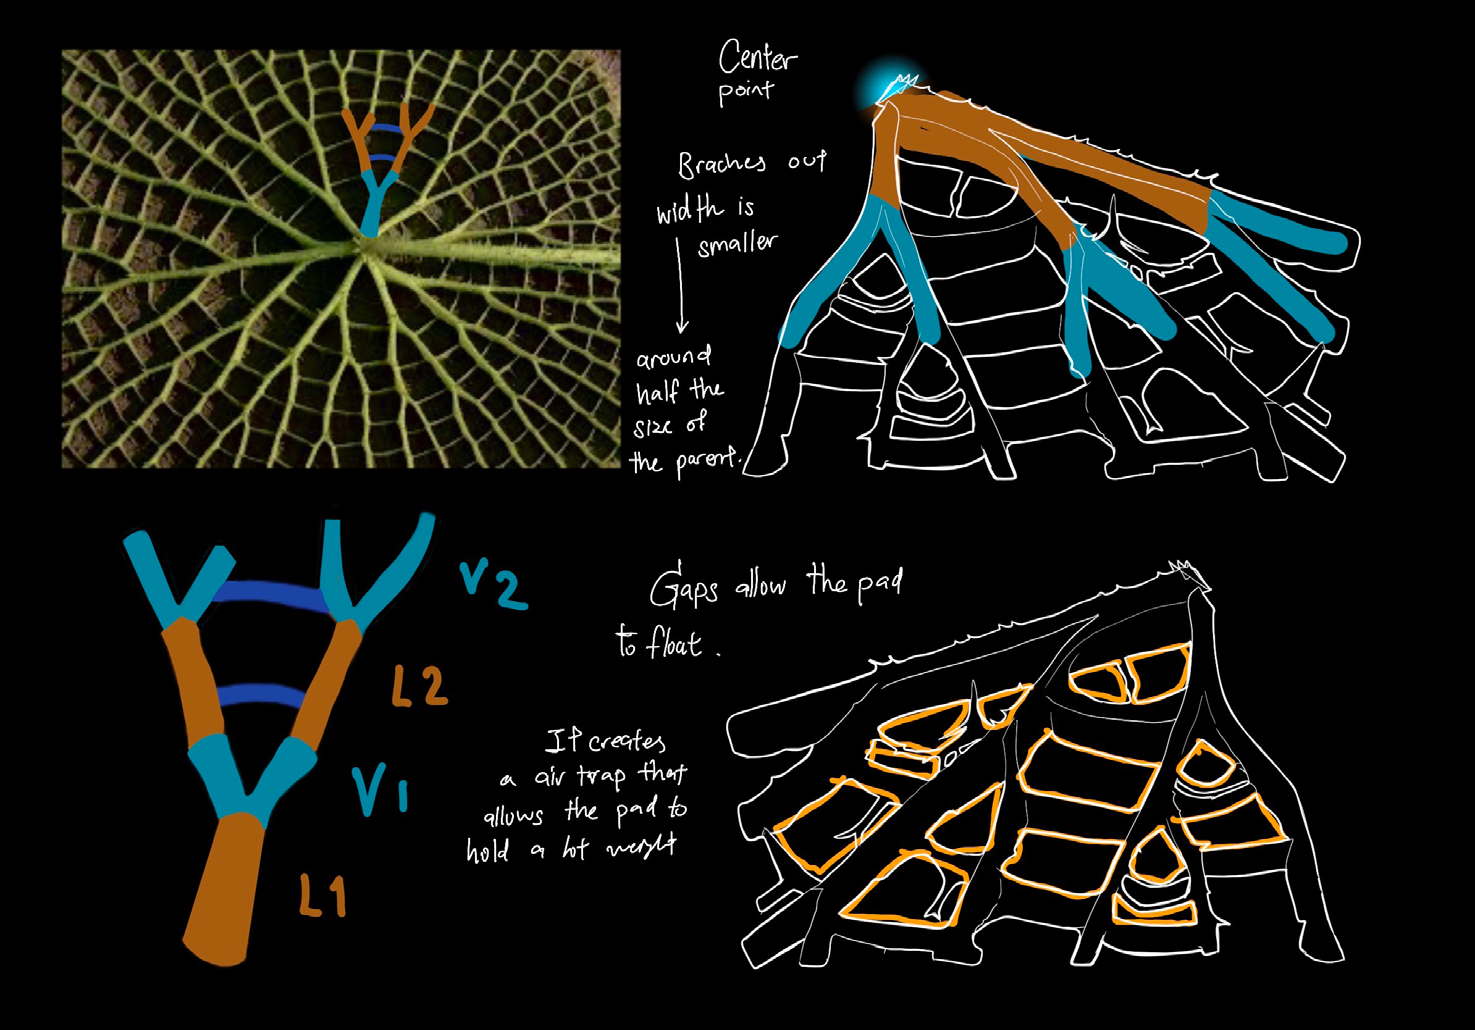 Center
point
Braches out
width is
smaller
around
half the
size of
the parent.
V2
L2
V1
L1
Gaps allow the pad
to float.
It creates
a air trap that
allows the pad to
hold a lot weight